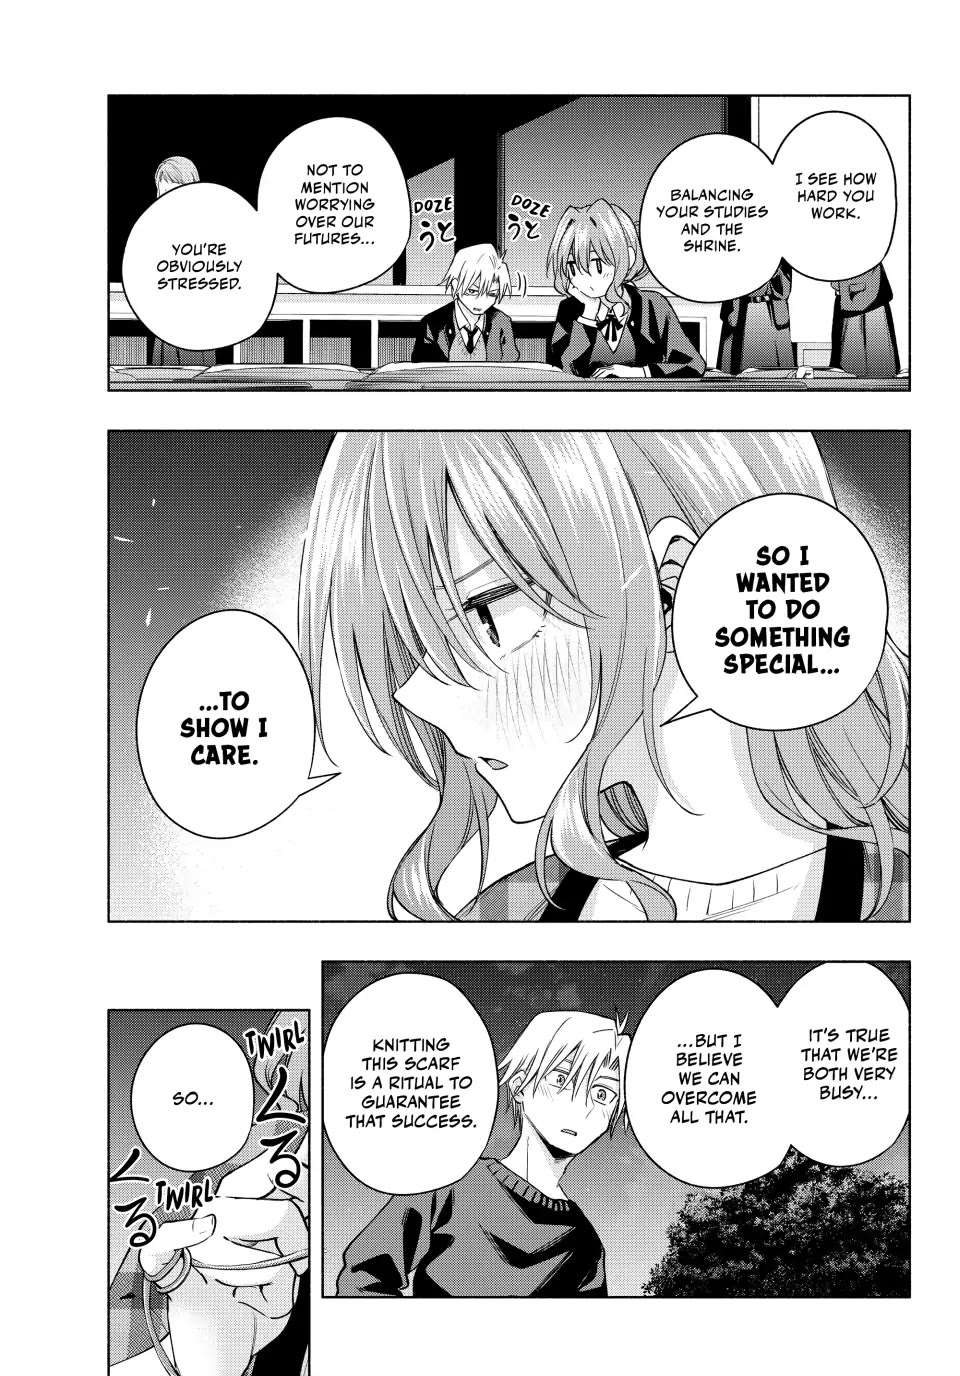 I SEE HOW
HARD YOU
WORK.
BALANCING
YOUR STUDIES
AND THE
SHRINE.
DOZE
うと
DOZE
うと
NOT TO
MENTION
WORRYING
OVER OUR
FUTURES...
YOU'RE
OBVIOUSLY
STRESSED.
SO I
WANTED
TO DO
SOMETHING
SPECIAL...
...TO
SHOW I
CARE.
IT'S TRUE
THAT WE'RE
BOTH VERY
BUSY...
...BUT I
BELIEVE
WE CAN
OVERCOME
ALL THAT.
KNITTING
THIS SCARF
IS A RITUAL TO
GUARANTEE
THAT SUCCESS.
TWIRL
くる
SO...
TWIRL
くる